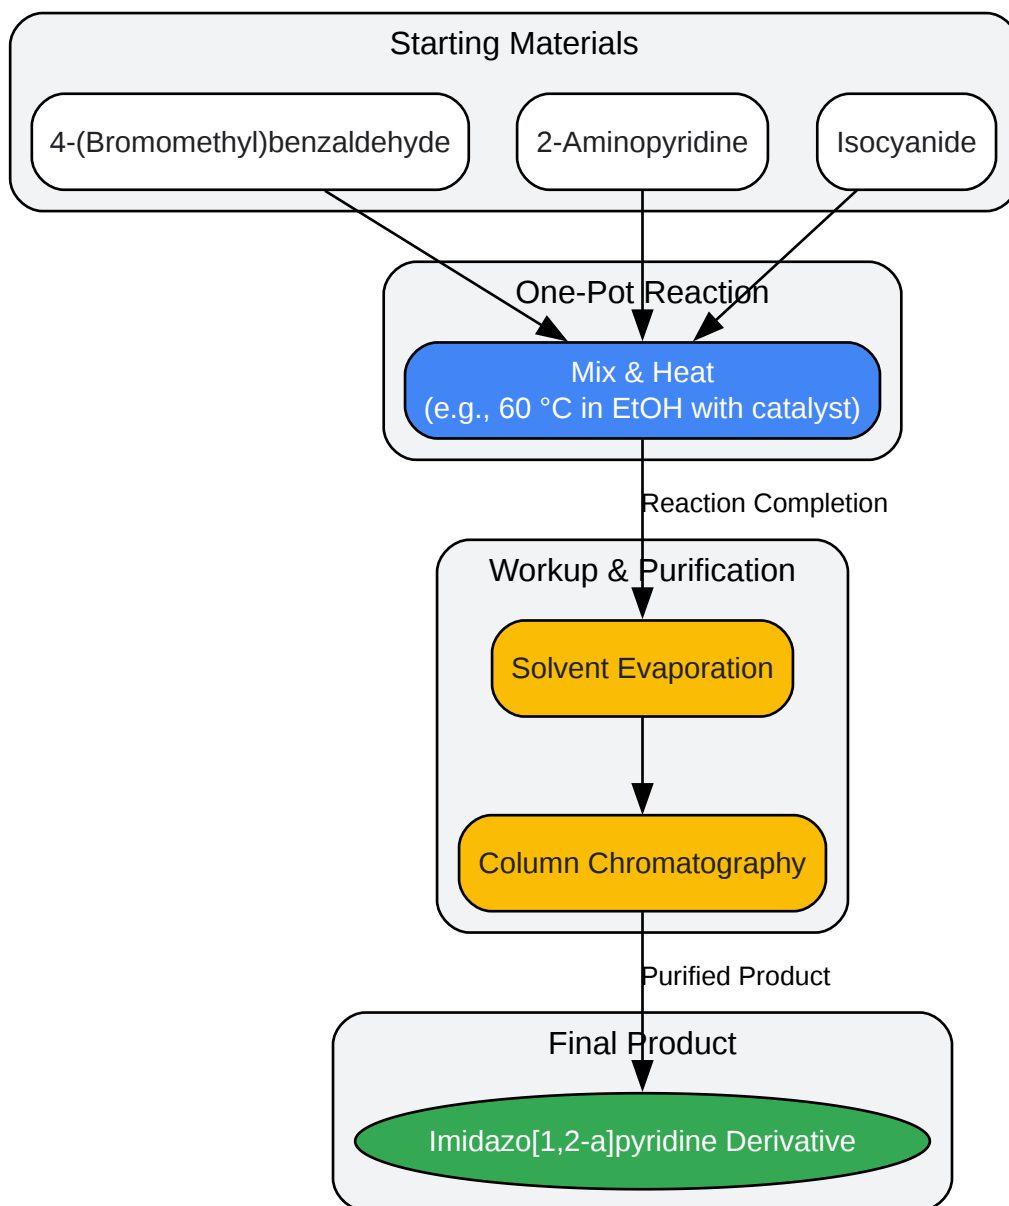 Starting Materials
4-(Bromomethyl)benzaldehyde
2-Aminopyridine
Isocyanide
One-Pot Reaction
Mix & Heat
(e.g., 60 °C in EtOH with catalyst)
Reaction Completion
Workup & Purification
Solvent Evaporation
Column Chromatography
Purified Product
Final Product
Imidazo[1,2-a]pyridine Derivative